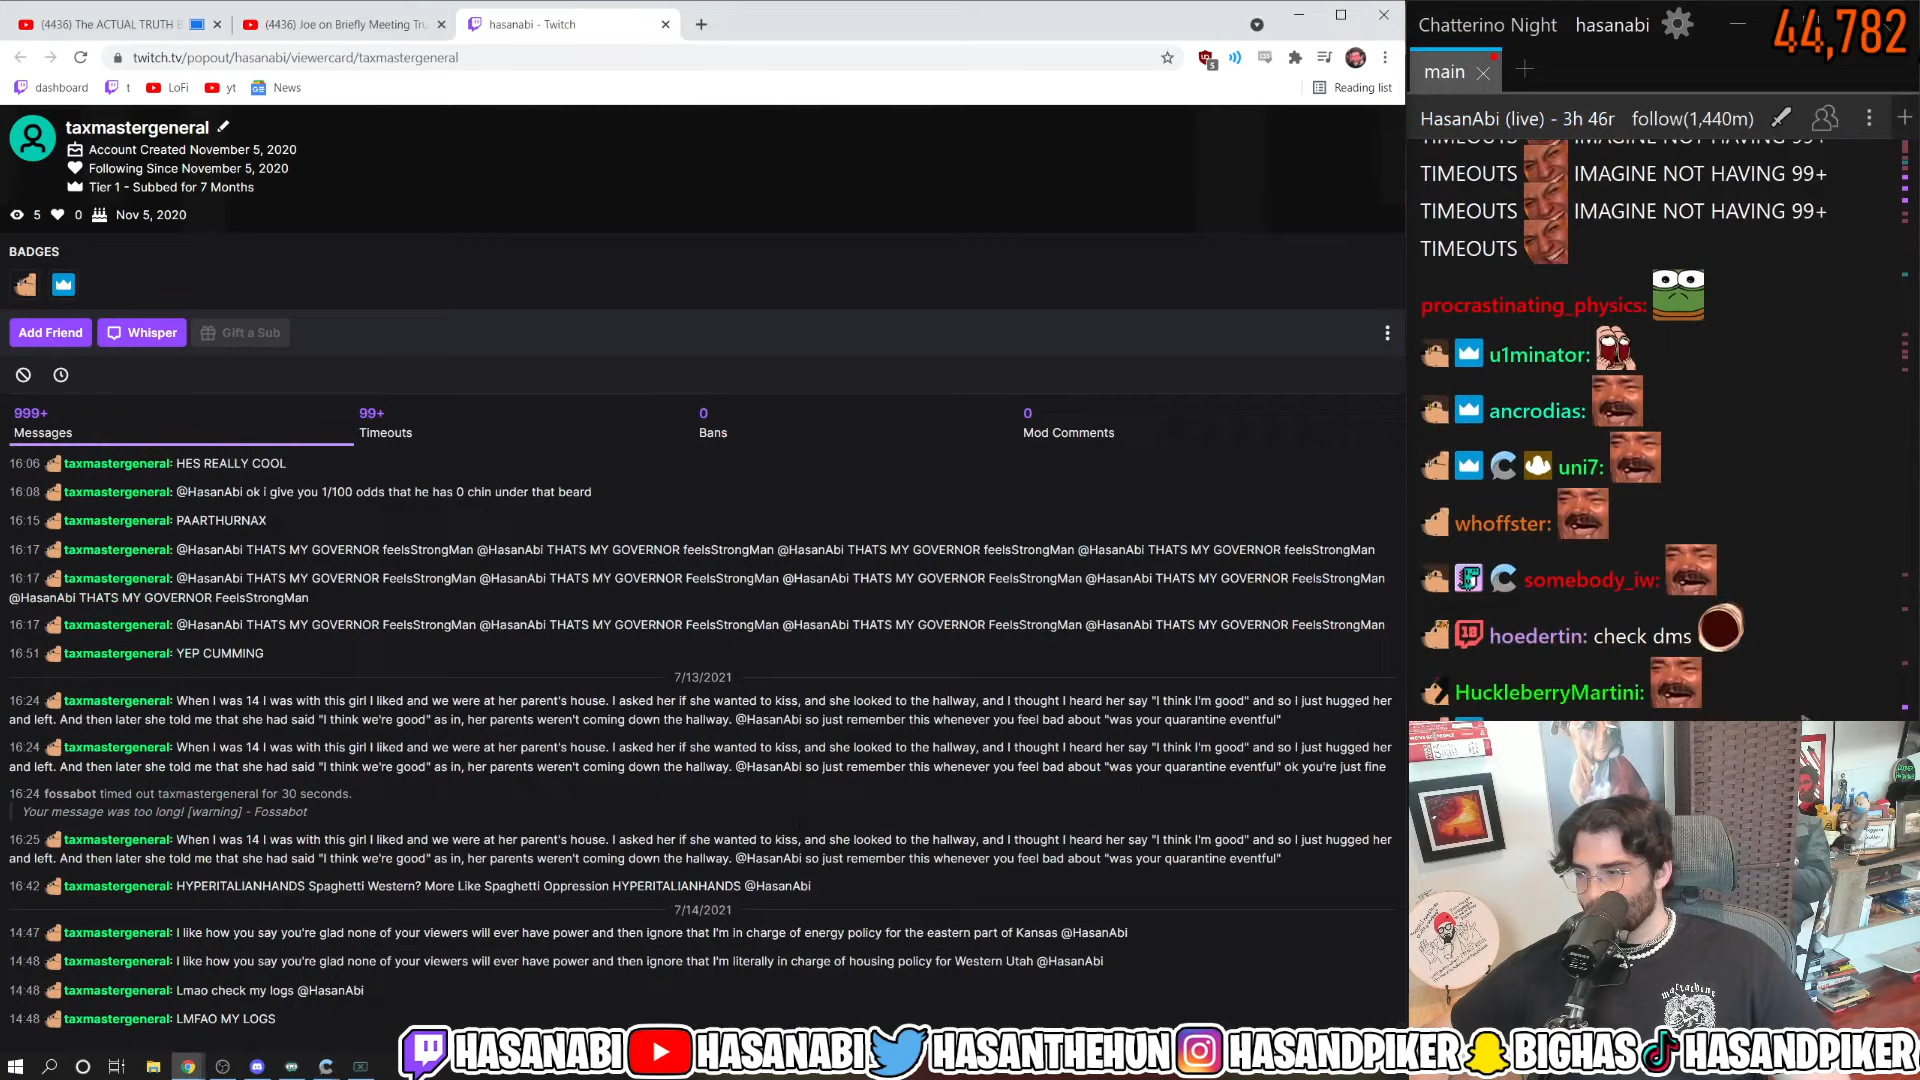 (4436) The ACTUAL TRUTH B
(4436) Joe on Briefly Meeting Tru
hasanabi - Twitch
twitch.tv/popout/hasanabi/viewercard/taxmastergeneral
5
dashboard
t
LoFi
yt
News
Reading list
taxmastergeneral
Account Created November 5, 2020
Following Since November 5, 2020
Tier 1 - Subbed for 7 Months
5 0 Nov 5, 2020
BADGES
Add Friend
Whisper
Gift a Sub
999+
Messages
99+
Timeouts
0
Bans
0
Mod Comments
16:06 taxmastergeneral: HES REALLY COOL
16:08 taxmastergeneral: @HasanAbi ok i give you 1/100 odds that he has 0 chin under that beard
16:15 taxmastergeneral: PAARTHURNAX
16:17 taxmastergeneral: @HasanAbi THATS MY GOVERNOR feelsStrongMan @HasanAbi THATS MY GOVERNOR feelsStrongMan @HasanAbi THATS MY GOVERNOR feelsStrongMan @HasanAbi THATS MY GOVERNOR feelsStrongMan
16:17 taxmastergeneral: @HasanAbi THATS MY GOVERNOR FeelsStrongMan @HasanAbi THATS MY GOVERNOR FeelsStrongMan @HasanAbi THATS MY GOVERNOR FeelsStrongMan @HasanAbi THATS MY GOVERNOR FeelsStrongMan
@HasanAbi THATS MY GOVERNOR FeelsStrongMan
16:17 taxmastergeneral: @HasanAbi THATS MY GOVERNOR FeelsStrongMan @HasanAbi THATS MY GOVERNOR FeelsStrongMan @HasanAbi THATS MY GOVERNOR FeelsStrongMan @HasanAbi THATS MY GOVERNOR FeelsStrongMan
16:51 taxmastergeneral: YEP CUMMING
7/13/2021
16:24 taxmastergeneral: When I was 14 I was with this girl I liked and we were at her parent's house. I asked her if she wanted to kiss, and she looked to the hallway, and I thought I heard her say "I think I'm good" and so I just hugged her
and left. And then later she told me that she had said "I think we're good" as in, her parents weren't coming down the hallway. @HasanAbi so just remember this whenever you feel bad about "was your quarantine eventful"
16:24 taxmastergeneral: When I was 14 I was with this girl I liked and we were at her parent's house. I asked her if she wanted to kiss, and she looked to the hallway, and I thought I heard her say "I think I'm good" and so I just hugged her
and left. And then later she told me that she had said "I think we're good" as in, her parents weren't coming down the hallway. @HasanAbi so just remember this whenever you feel bad about "was your quarantine eventful" ok you're just fine
16:24 fossabot timed out taxmastergeneral for 30 seconds.
Your message was too long! [warning] - Fossabot
16:25 taxmastergeneral: When I was 14 I was with this girl I liked and we were at her parent's house. I asked her if she wanted to kiss, and she looked to the hallway, and I thought I heard her say "I think I'm good" and so I just hugged her
and left. And then later she told me that she had said "I think we're good" as in, her parents weren't coming down the hallway. @HasanAbi so just remember this whenever you feel bad about "was your quarantine eventful"
16:42 taxmastergeneral: HYPERITALIANHANDS Spaghetti Western? More Like Spaghetti Oppression HYPERITALIANHANDS @HasanAbi
7/14/2021
14:47 taxmastergeneral: I like how you say you're glad none of your viewers will ever have power and then ignore that I'm in charge of energy policy for the eastern part of Kansas @HasanAbi
14:48 taxmastergeneral: I like how you say you're glad none of your viewers will ever have power and then ignore that I'm literally in charge of housing policy for Western Utah @HasanAbi
14:48 taxmastergeneral: Lmao check my logs @HasanAbi
14:48 taxmastergeneral: LMFAO MY LOGS
Chatterino Night
hasanabi
44,782
main
HasanAbi (live) - 3h 46r follow(1,440m)
TIMEOUTS IMAGINE NOT HAVING 99+
TIMEOUTS IMAGINE NOT HAVING 99+
TIMEOUTS IMAGINE NOT HAVING 99+
TIMEOUTS
procrastinating_physics:
u1minator:
ancrodias:
uni7:
whoffster:
somebody_iw:
18 hoedertin: check dms
HuckleberryMartini:
HASANABI HASANABI HASANTHEHUN HASANDPIKER BIGHAS HASANDPIKER